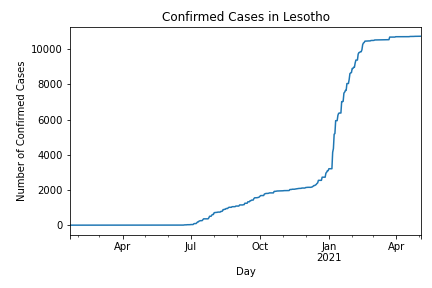 Confirmed Cases in Lesotho
Number of Confirmed Cases
10000
8000
6000
4000
2000
0
Apr
Jul
Oct
Jan
2021
Apr
Day